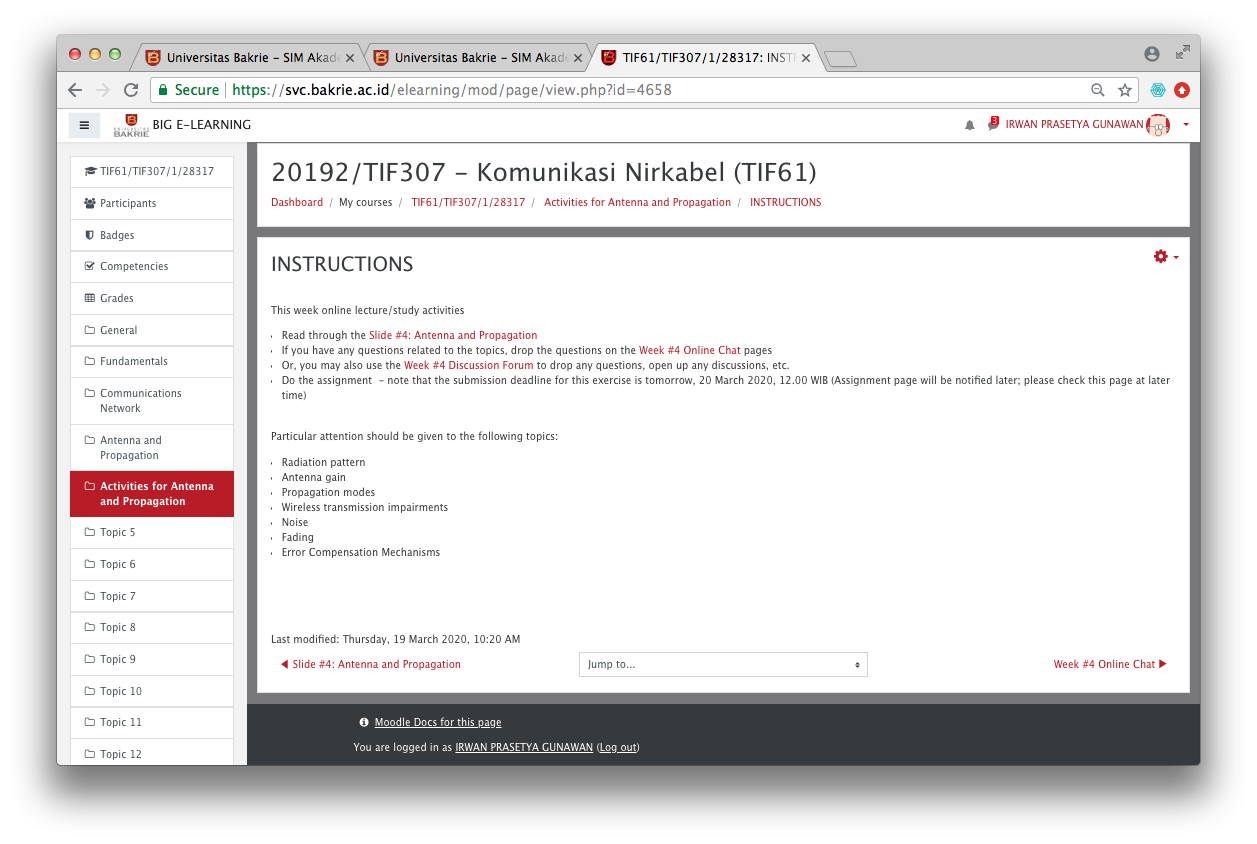 Universitas Bakrie – SIM Akade
Universitas Bakrie – SIM Akade
TIF61/TIF307/1/28317: INSTR
Secure
https://svc.bakrie.ac.id/elearning/mod/page/view.php?id=4658
UNIVERSITAS
BAKRIE
BIG E-LEARNING
3
IRWAN PRASETYA GUNAWAN
TIF61/TIF307/1/28317
Participants
Badges
Competencies
Grades
General
Fundamentals
Communications
Network
Antenna and
Propagation
Activities for Antenna
and Propagation
Topic 5
Topic 6
Topic 7
Topic 8
Topic 9
Topic 10
Topic 11
Topic 12
20192/TIF307 – Komunikasi Nirkabel (TIF61)
Dashboard / My courses / TIF61/TIF307/1/28317 / Activities for Antenna and Propagation / INSTRUCTIONS
INSTRUCTIONS
This week online lecture/study activities
Read through the Slide #4: Antenna and Propagation
If you have any questions related to the topics, drop the questions on the Week #4 Online Chat pages
Or, you may also use the Week #4 Discussion Forum to drop any questions, open up any discussions, etc.
Do the assignment – note that the submission deadline for this exercise is tomorrow, 20 March 2020, 12.00 WIB (Assignment page will be notified later; please check this page at later
time)
Particular attention should be given to the following topics:
Radiation pattern
Antenna gain
Propagation modes
Wireless transmission impairments
Noise
Fading
Error Compensation Mechanisms
Last modified: Thursday, 19 March 2020, 10:20 AM
◀ Slide #4: Antenna and Propagation
Jump to...
Week #4 Online Chat ▶
Moodle Docs for this page
You are logged in as IRWAN PRASETYA GUNAWAN (Log out)